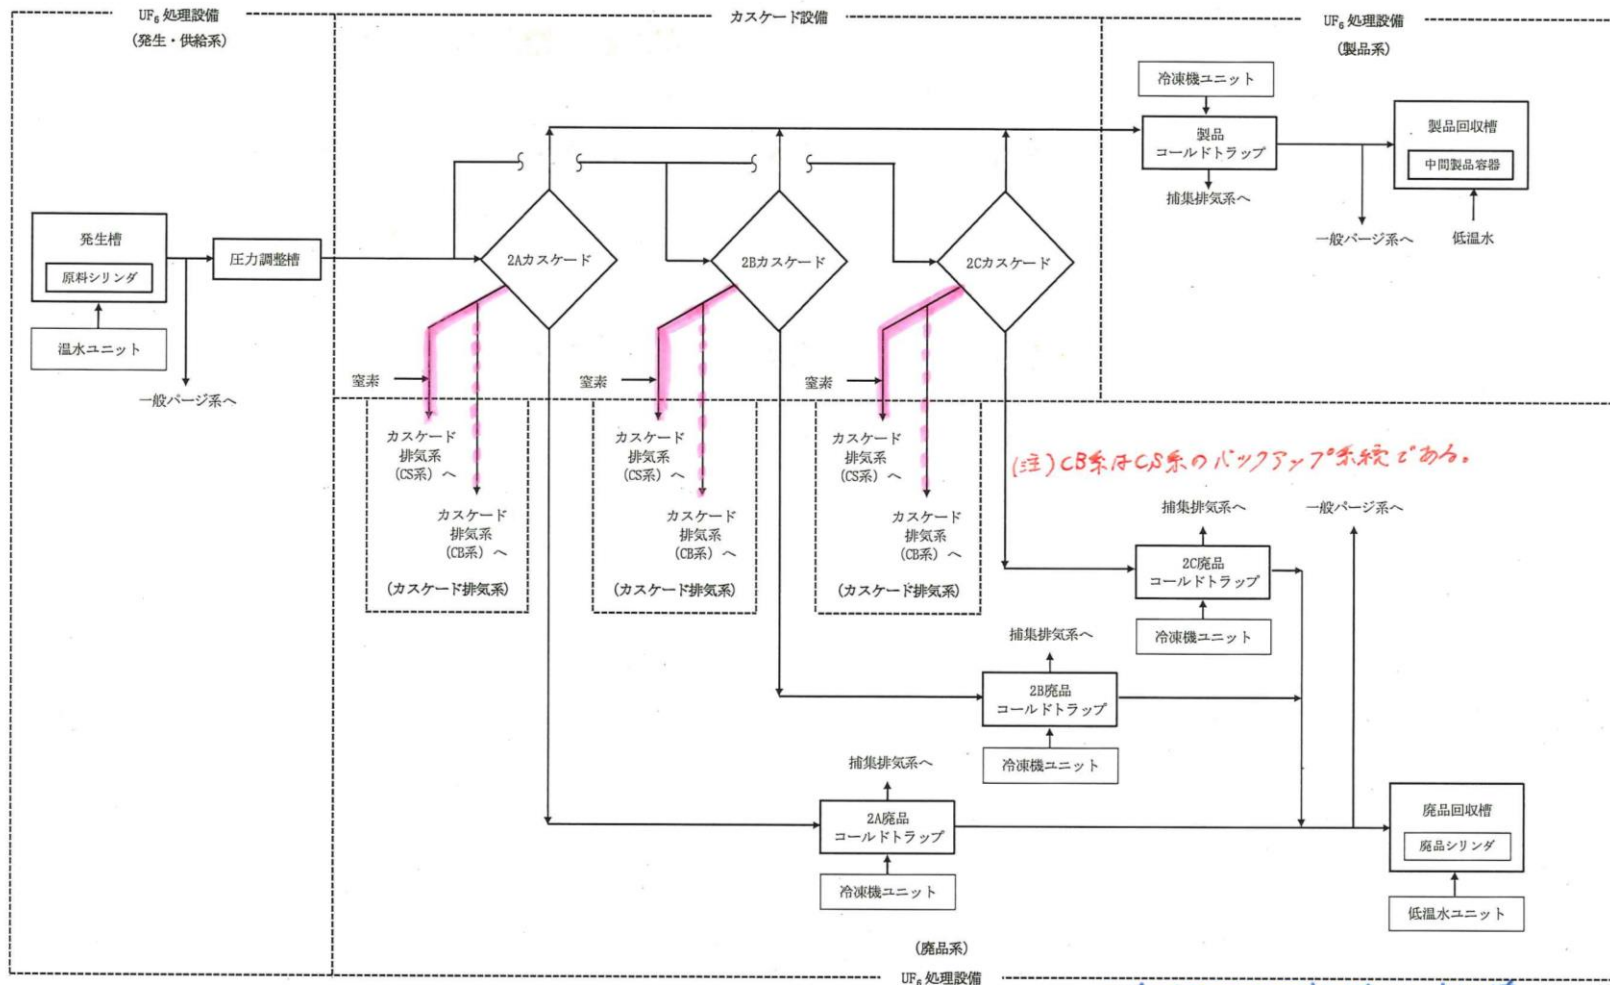 UF₆ 処理設備
(発生・供給系)
カスケード設備
UF₆ 処理設備
(製品系)
冷凍機ユニット
製品
コールドトラップ
捕集排気系へ
製品回収槽
中間製品容器
一般パージ系へ
低温水
発生槽
原料シリンダ
温水ユニット
圧力調整槽
一般パージ系へ
2Aカスケード
2Bカスケード
2Cカスケード
窒素
窒素
窒素
カスケード
排気系
(CS系)へ
カスケード
排気系
(CB系)へ
(カスケード排気系)
カスケード
排気系
(CS系)へ
カスケード
排気系
(CB系)へ
(カスケード排気系)
カスケード
排気系
(CS系)へ
カスケード
排気系
(CB系)へ
(カスケード排気系)
(注)CB系はCS系のバックアップ系統である。
捕集排気系へ
一般パージ系へ
2C廃品
コールドトラップ
冷凍機ユニット
捕集排気系へ
2B廃品
コールドトラップ
冷凍機ユニット
捕集排気系へ
2A廃品
コールドトラップ
冷凍機ユニット
廃品回収槽
廃品シリンダ
低温水ユニット
(廃品系)
UF₆ 処理設備